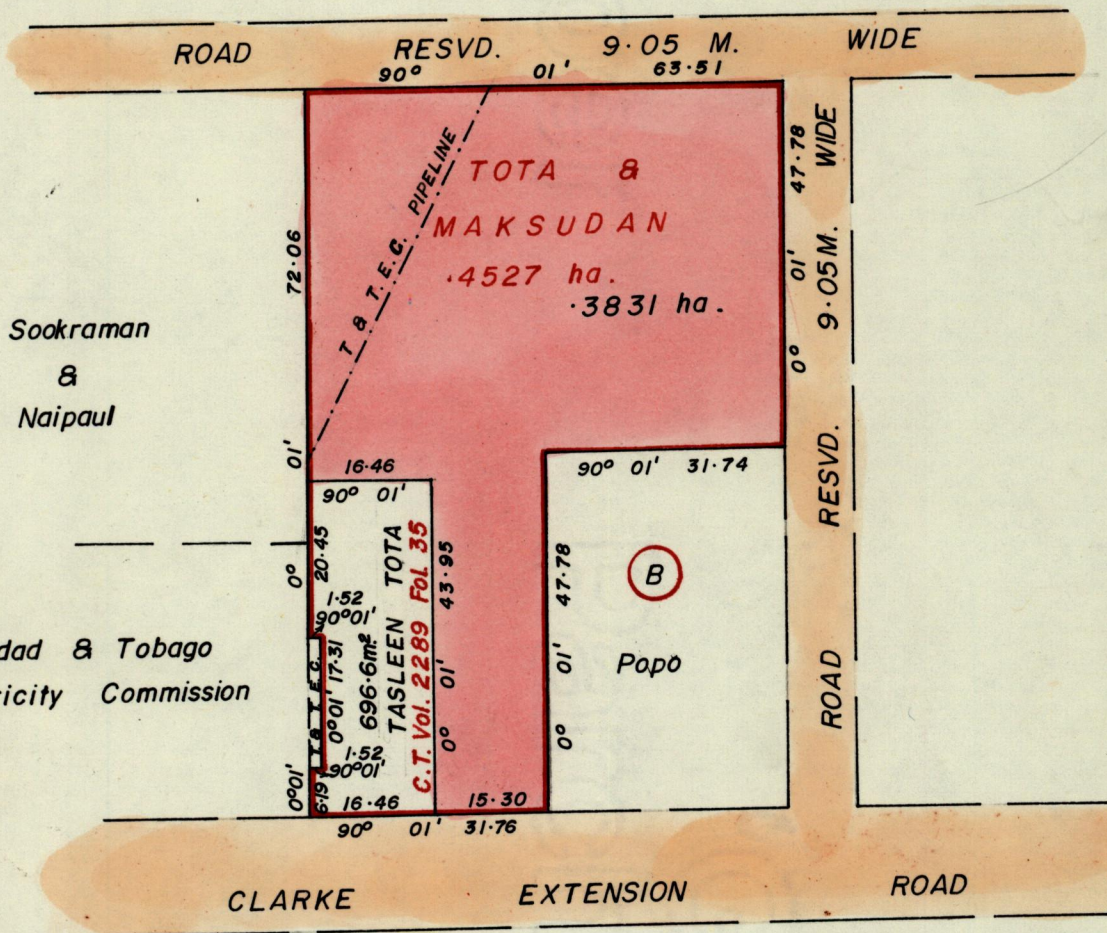 ROAD RESVD. 9·05 M. WIDE
90° 01' 63·51
47·78
01'
0°
9·05 M. WIDE
RESVD.
ROAD
T & T.E.C. PIPELINE
TOTA &
MAKSUDAN
·4527 ha.
·3831 ha.
72·06
01'
0°
Sookraman
&
Naipaul
16·46
90° 01'
90° 01' 31·74
20·45
1·52
90°01'
T & T.E.C.
0°01' 17·31
1·52
90°01'
0°01'
6·19
696·6m²
TASLEEN TOTA
C.T. Vol. 2289 Fol. 35
43·95
01'
0°
47·78
01'
0°
B
Popo
dad & Tobago
icity Commission
16·46
15·30
90° 01' 31·76
CLARKE EXTENSION ROAD